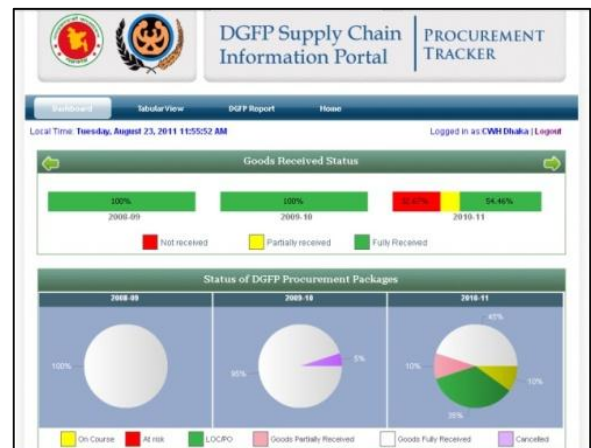 DGFP Supply Chain
Information Portal
PROCUREMENT
TRACKER
Dashboard TabularView DGFP Report Home
Local Time: Tuesday, August 23, 2011 11:55:52 AM Logged in as:CWH Dhaka | Logout
Goods Received Status
100% 100% 54.46%
2008-09 2009-10 2010-11
Not received Partially received Fully Received
Status of DGFP Procurement Packages
2008-09 2009-10 2010-11
45%
100% 95% 5% 10% 10%
35%
On Course At risk LOC/PO Goods Partially Received Goods Fully Received Cancelled